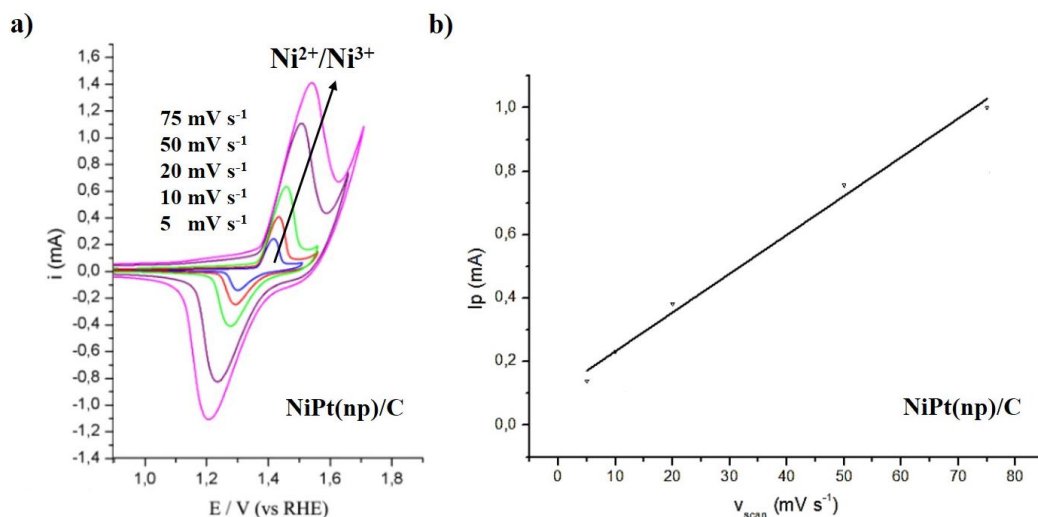 a)
1,6
1,4
1,2
1,0
0,8
0,6
0,4
0,2
0,0
-0,2
-0,4
-0,6
-0,8
-1,0
-1,2
-1,4
i (mA)
Ni²⁺/Ni³⁺
75 mV s⁻¹
50 mV s⁻¹
20 mV s⁻¹
10 mV s⁻¹
5 mV s⁻¹
NiPt(np)/C
1,0 1,2 1,4 1,6 1,8
E / V (vs RHE)
b)
1,0
0,8
0,6
0,4
0,2
0,0
Ip (mA)
NiPt(np)/C
0 10 20 30 40 50 60 70 80
v_scan (mV s⁻¹)